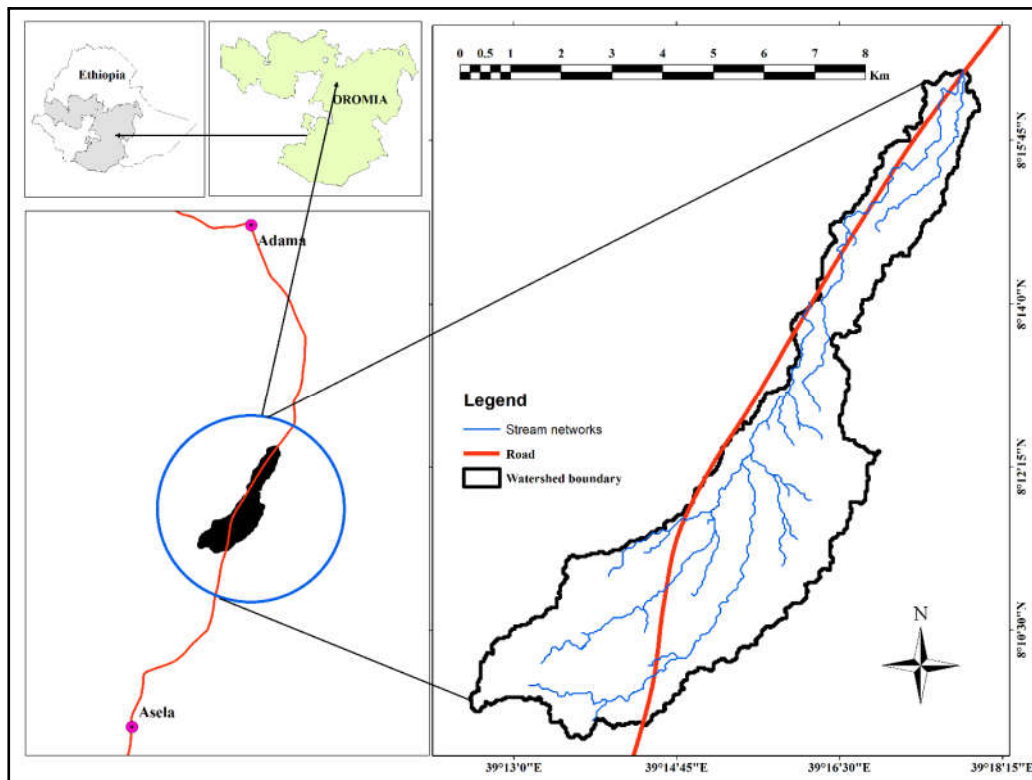 Ethiopia
OROMIA
Adama
Asela
0 0.5 1 2 3 4 5 6 7 8
Km
Legend
Stream networks
Road
Watershed boundary
N
8°15'45"N
8°14'0"N
8°12'15"N
8°10'30"N
39°13'0"E 39°14'45"E 39°16'30"E 39°18'15"E